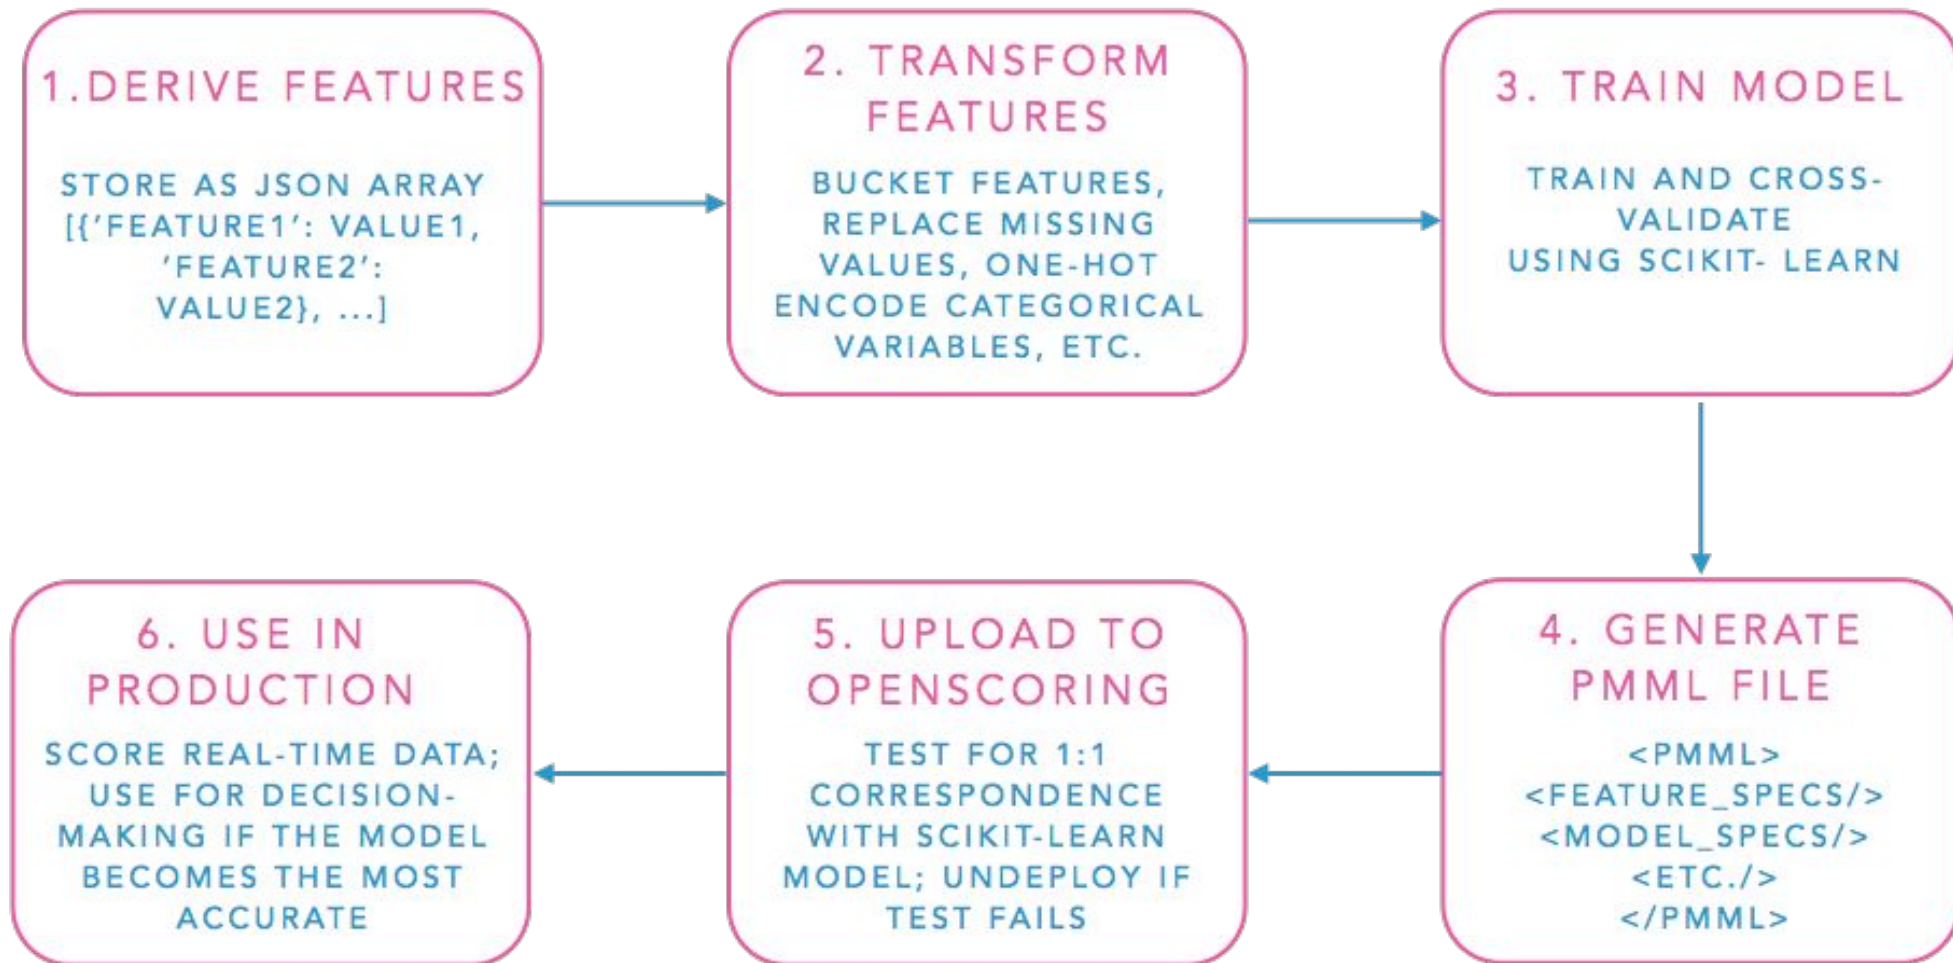 1.DERIVE FEATURES
STORE AS JSON ARRAY
[{'FEATURE1': VALUE1,
'FEATURE2':
VALUE2}, ...]
2. TRANSFORM
FEATURES
BUCKET FEATURES,
REPLACE MISSING
VALUES, ONE-HOT
ENCODE CATEGORICAL
VARIABLES, ETC.
3. TRAIN MODEL
TRAIN AND CROSS-
VALIDATE
USING SCIKIT- LEARN
4. GENERATE
PMML FILE
<PMML>
<FEATURE_SPECS/>
<MODEL_SPECS/>
<ETC./>
</PMML>
5. UPLOAD TO
OPENSCORING
TEST FOR 1:1
CORRESPONDENCE
WITH SCIKIT-LEARN
MODEL; UNDEPLOY IF
TEST FAILS
6. USE IN
PRODUCTION
SCORE REAL-TIME DATA;
USE FOR DECISION-
MAKING IF THE MODEL
BECOMES THE MOST
ACCURATE